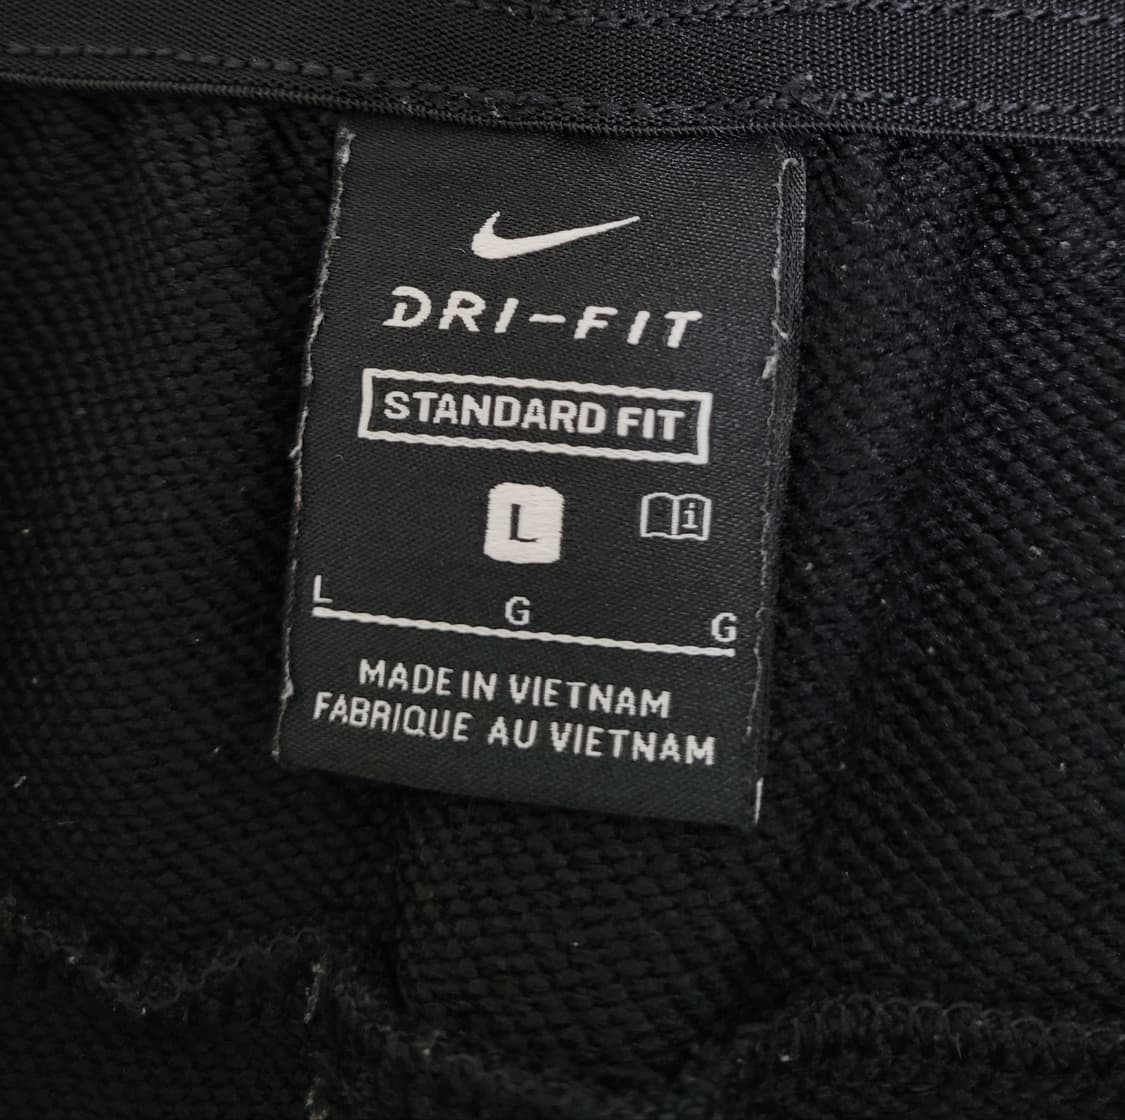 DRI-FIT
STANDARD FIT
L i
L G G
MADE IN VIETNAM
FABRIQUE AU VIETNAM